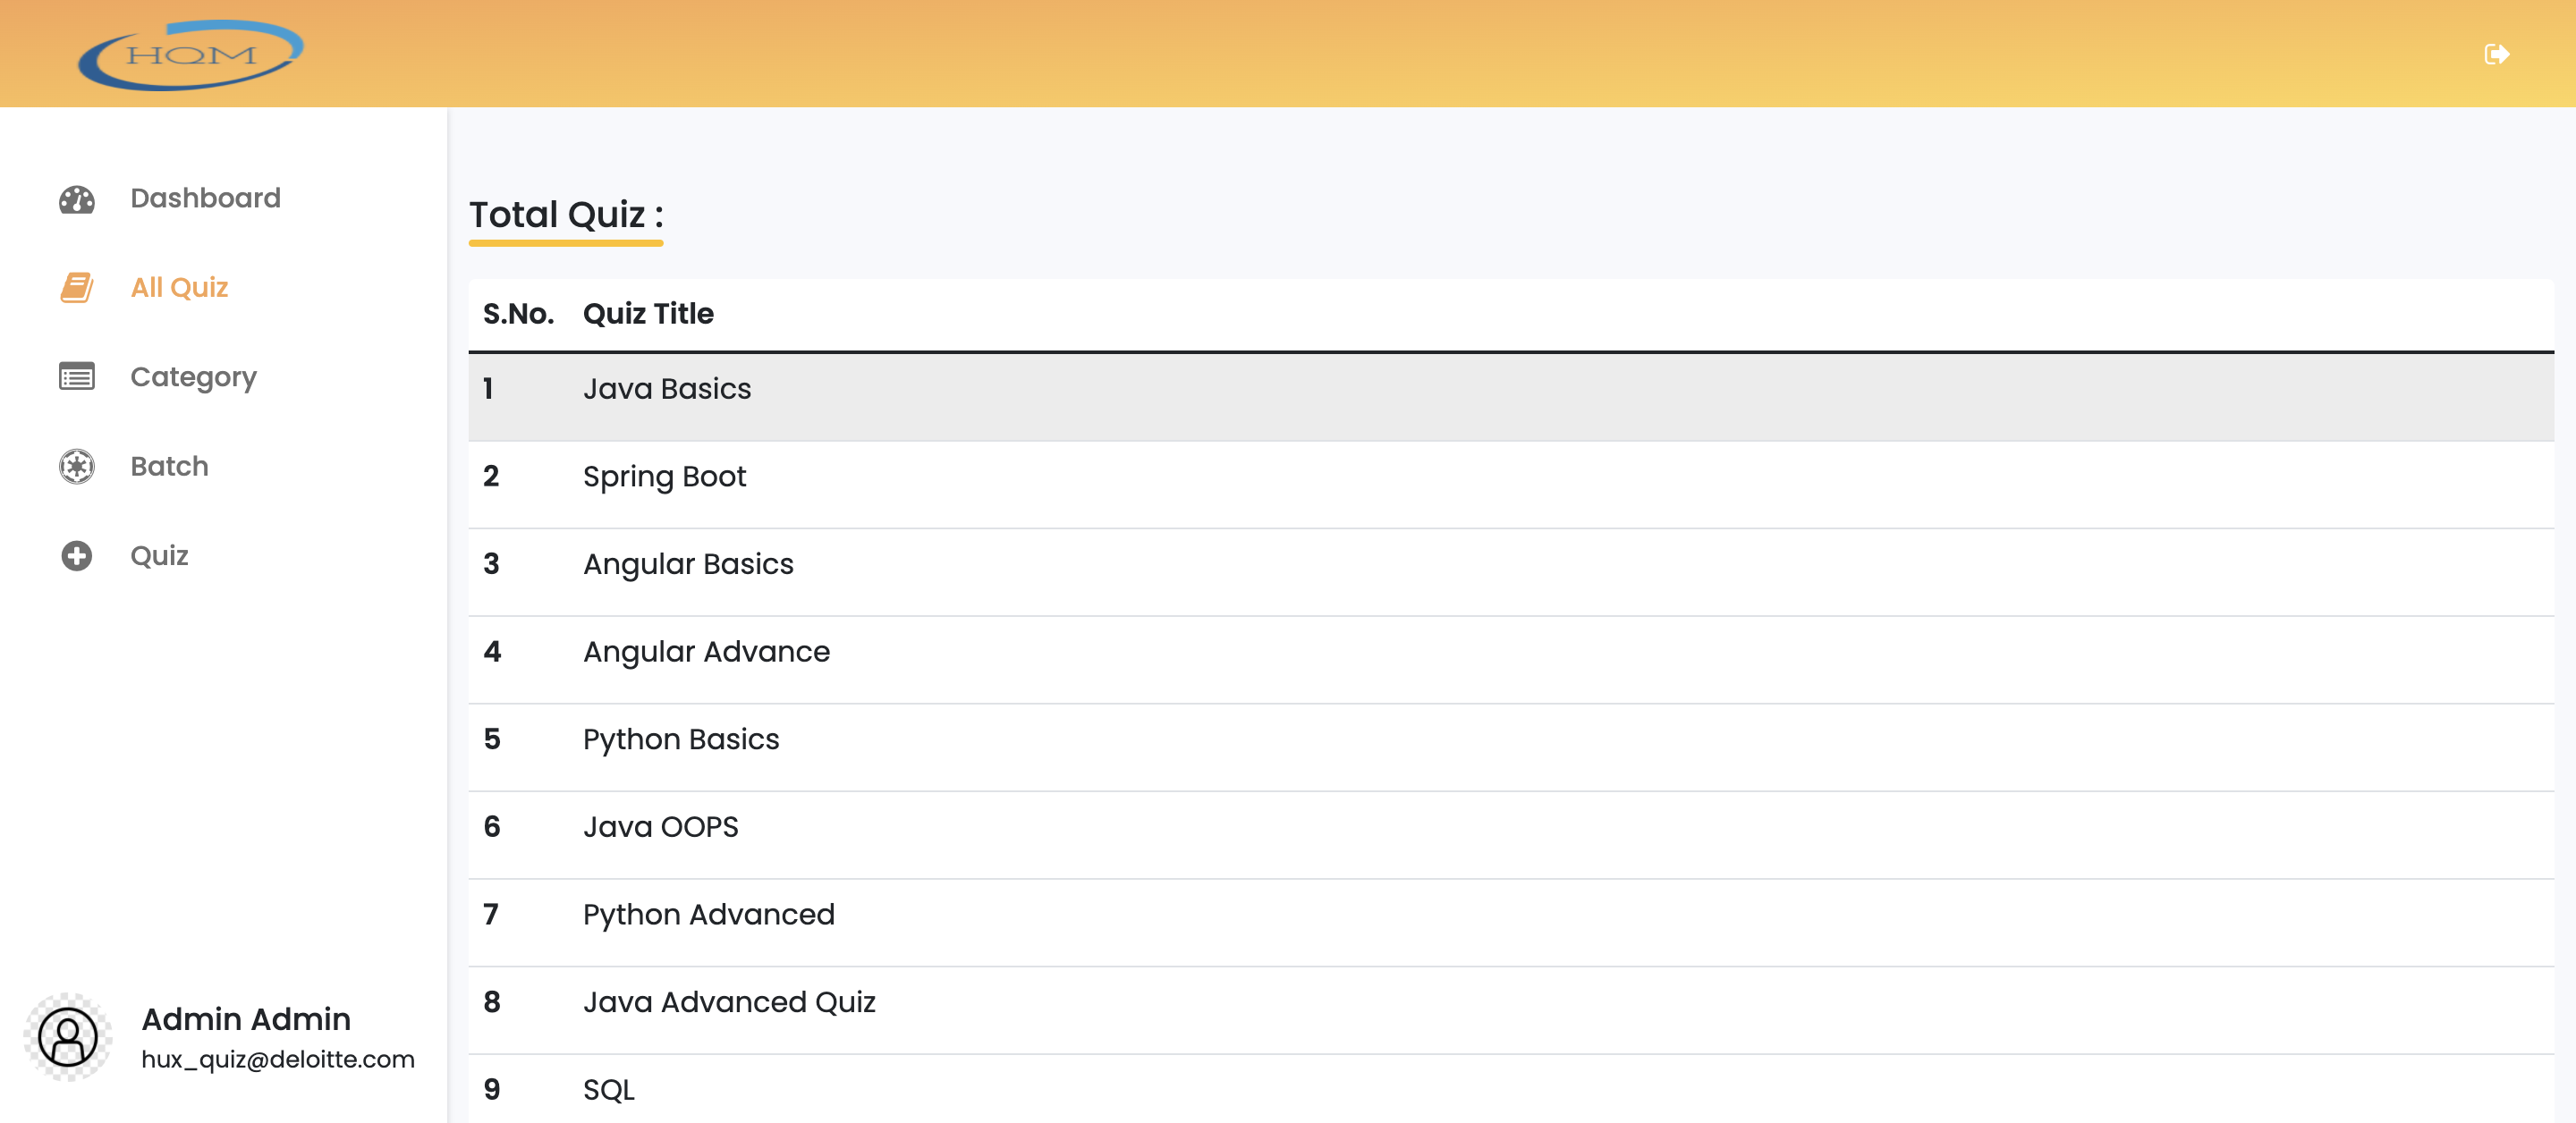 HQM
Dashboard
All Quiz
Category
Batch
Quiz
Admin Admin
hux_quiz@deloitte.com
Total Quiz :
S.No. Quiz Title
1 Java Basics
2 Spring Boot
3 Angular Basics
4 Angular Advance
5 Python Basics
6 Java OOPS
7 Python Advanced
8 Java Advanced Quiz
9 SQL